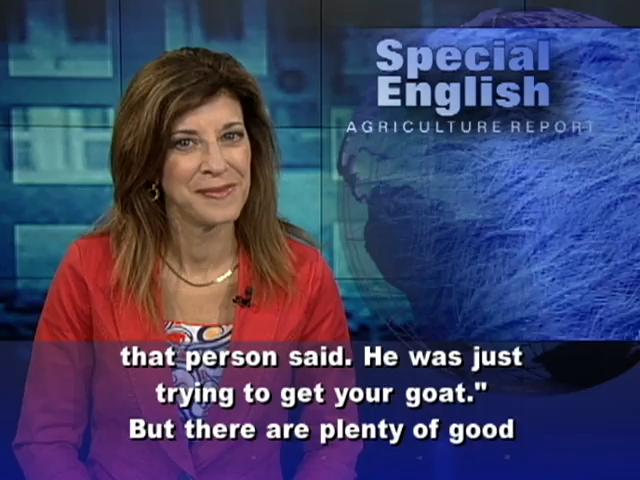 Special
English
AGRICULTURE REPORT
that person said. He was just
trying to get your goat."
But there are plenty of good